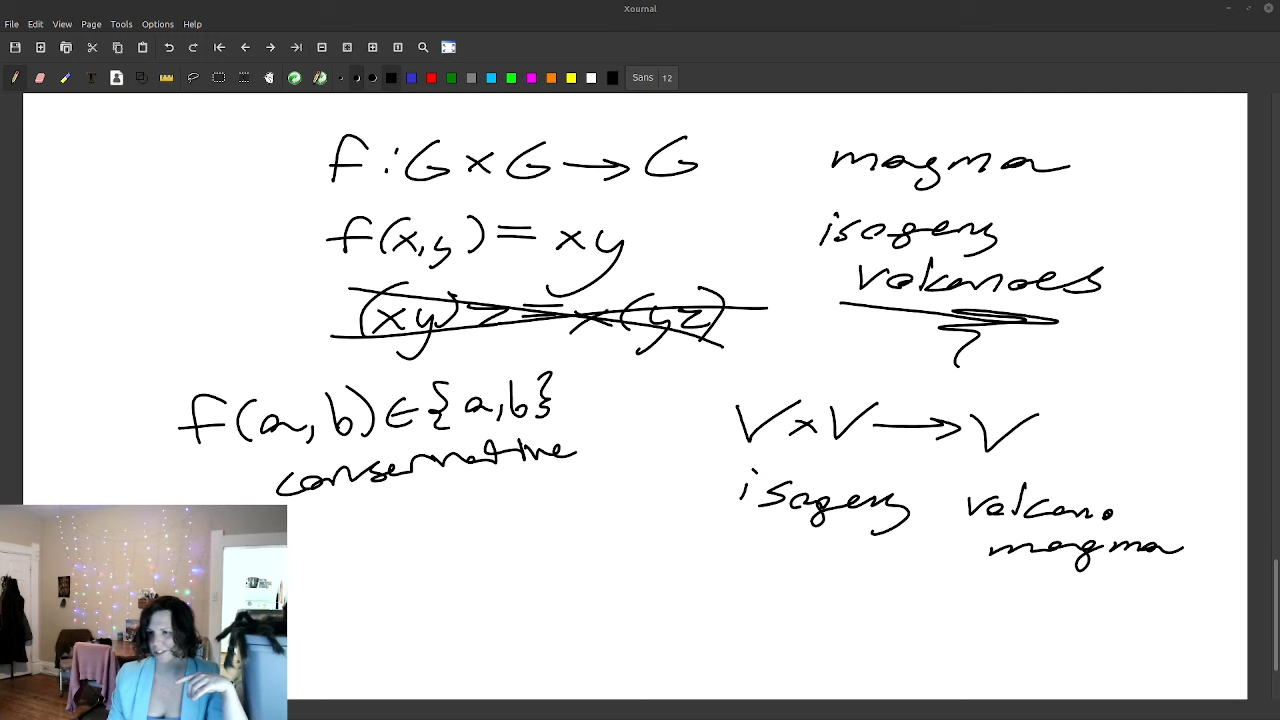 Xournal
File Edit View Page Tools Options Help
Sans 12
f : G × G → G
magma
f(x,y) = xy
isogeny
volcanoes
(xy)z = x(yz)
?
f(a,b) ∈ {a,b}
conservative
V × V → V
isogeny volcano
magma